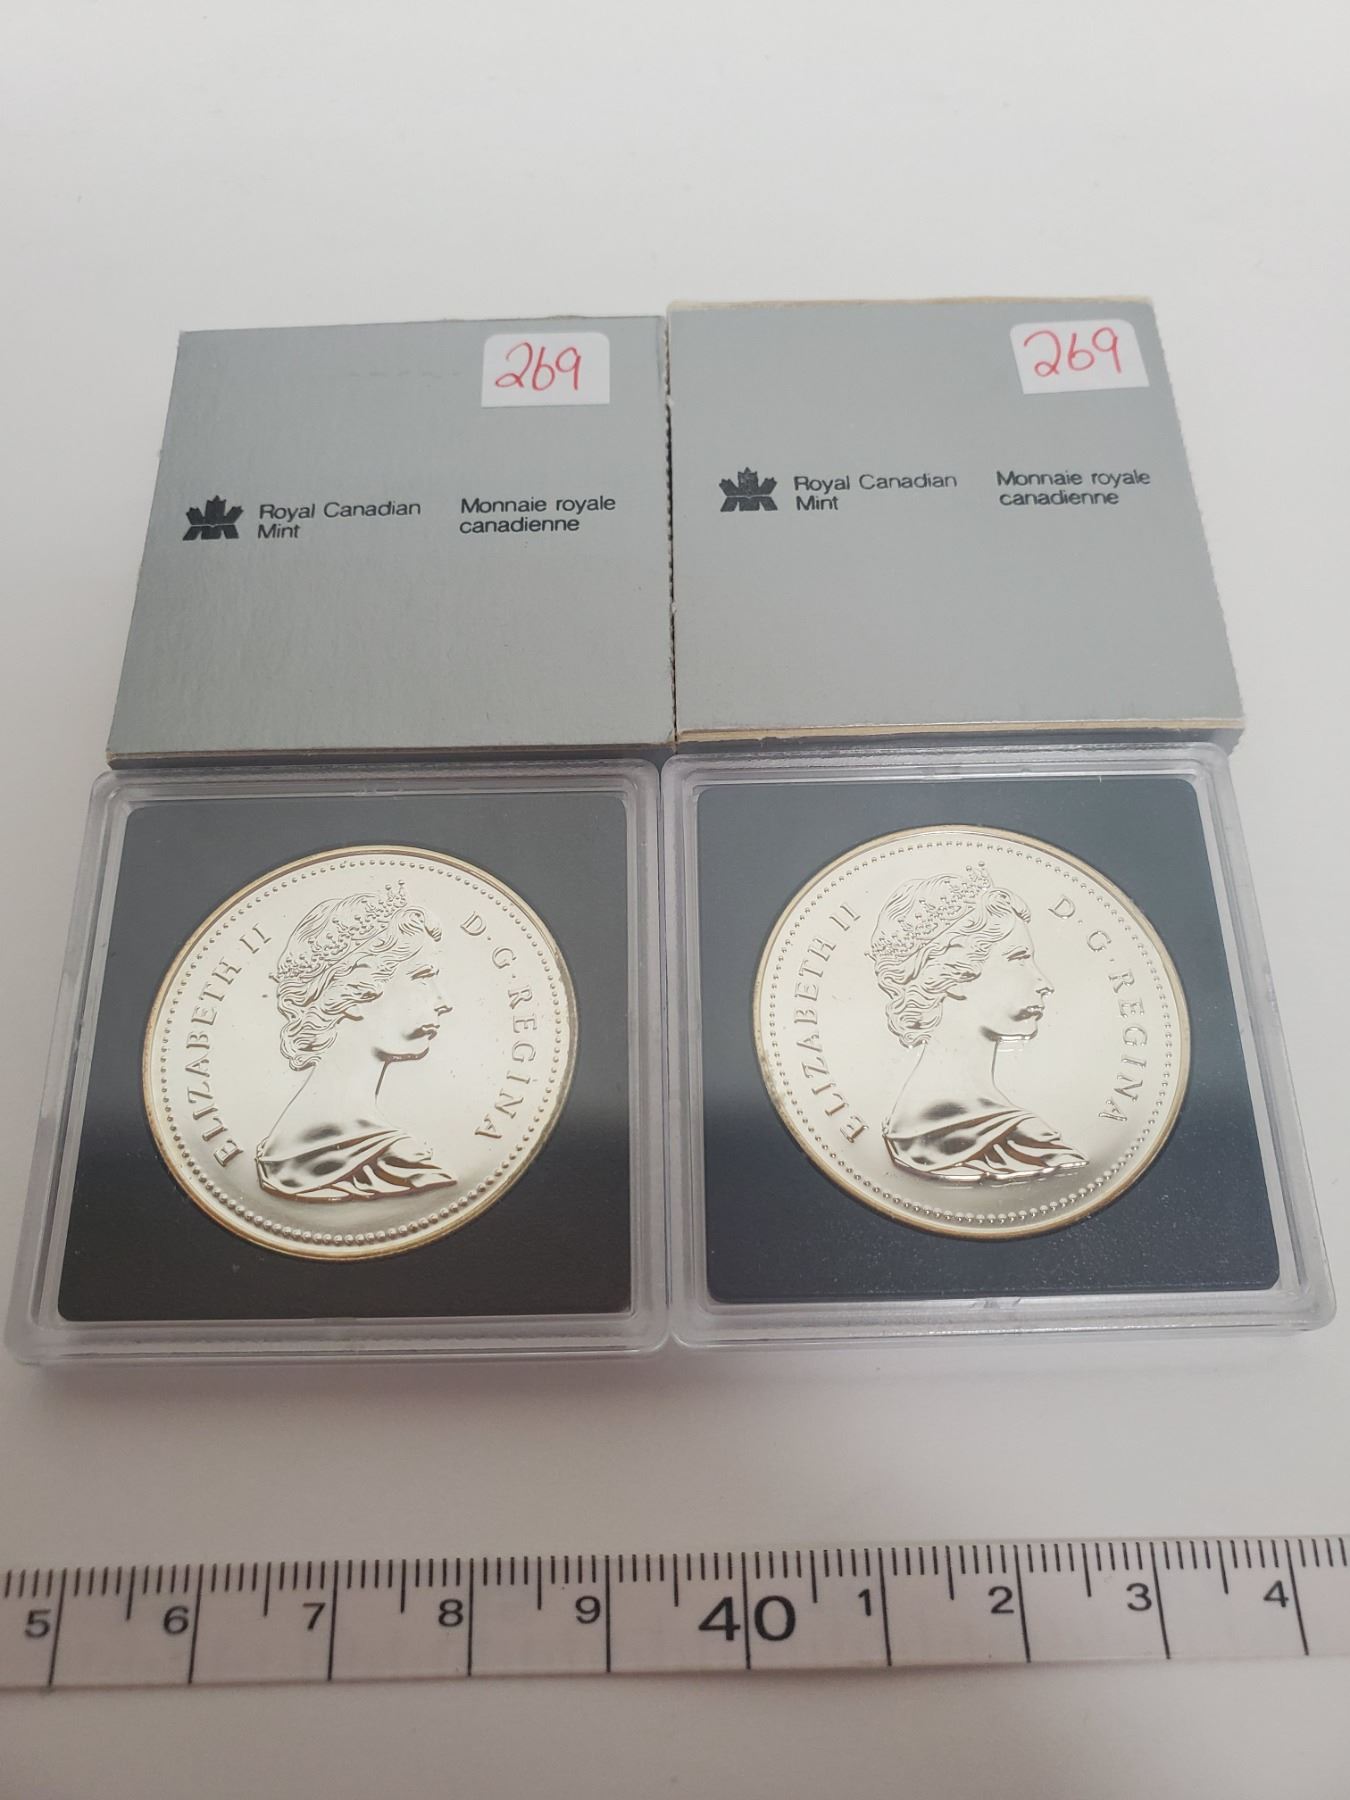 269
269
Royal Canadian
Mint
Monnaie royale
canadienne
Royal Canadian
Mint
Monnaie royale
canadienne
ELIZABETH II D·G·REGINA
ELIZABETH II D·G·REGINA
5 6 7 8 9 40 1 2 3 4